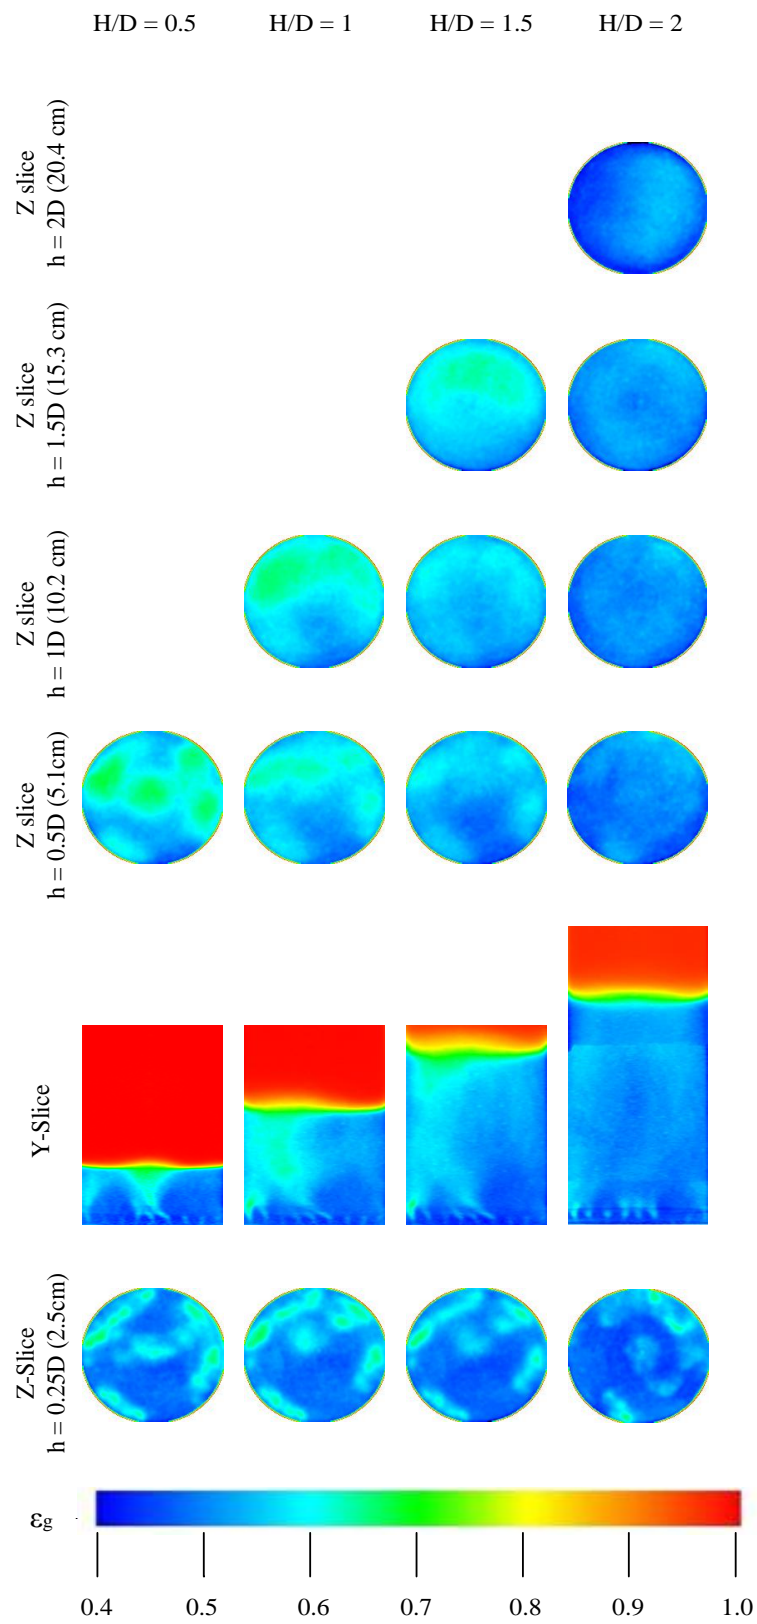 H/D = 0.5 H/D = 1 H/D = 1.5 H/D = 2
Z slice
h = 2D (20.4 cm)
Z slice
h = 1.5D (15.3 cm)
Z slice
h = 1D (10.2 cm)
Z slice
h = 0.5D (5.1cm)
Y-Slice
Z-Slice
h = 0.25D (2.5cm)
εg
0.4 0.5 0.6 0.7 0.8 0.9 1.0